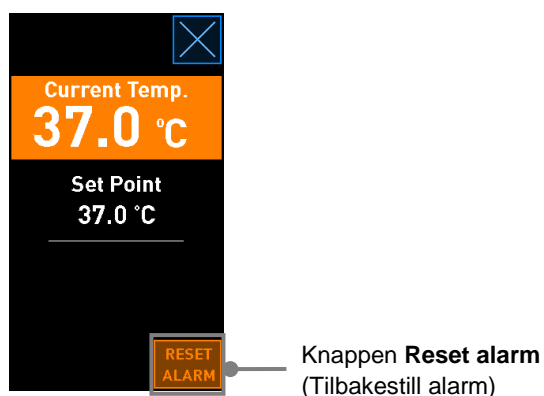 Current Temp.
37.0 °C
Set Point
37.0 °C
RESET
ALARM
Knappen Reset alarm
(Tilbakestill alarm)